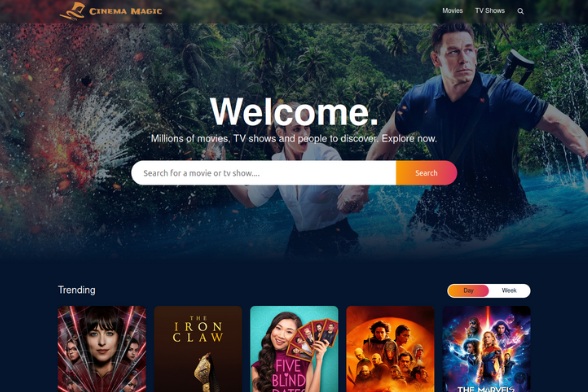 CINEMA MAGIC
Movies
TV Shows
Welcome.
Millions of movies, TV shows and people to discover. Explore now.
Search for a movie or tv show....
Search
Trending
Day
Week
THE
IRON
CLAW
FIVE
BLIND
DATES
THE MARVELS